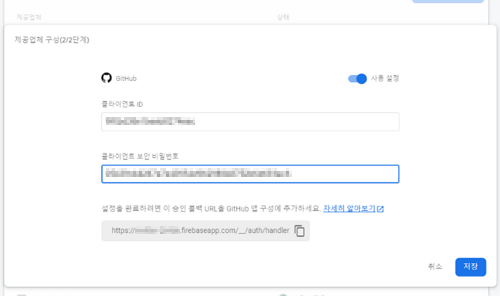 제공업체
상태
제공업체 구성(2/2단계)
GitHub
사용 설정
클라이언트 ID
클라이언트 보안 비밀번호
설정을 완료하려면 이 승인 콜백 URL을 GitHub 앱 구성에 추가하세요. 자세히 알아보기
https://.firebaseapp.com/__/auth/handler
취소
저장